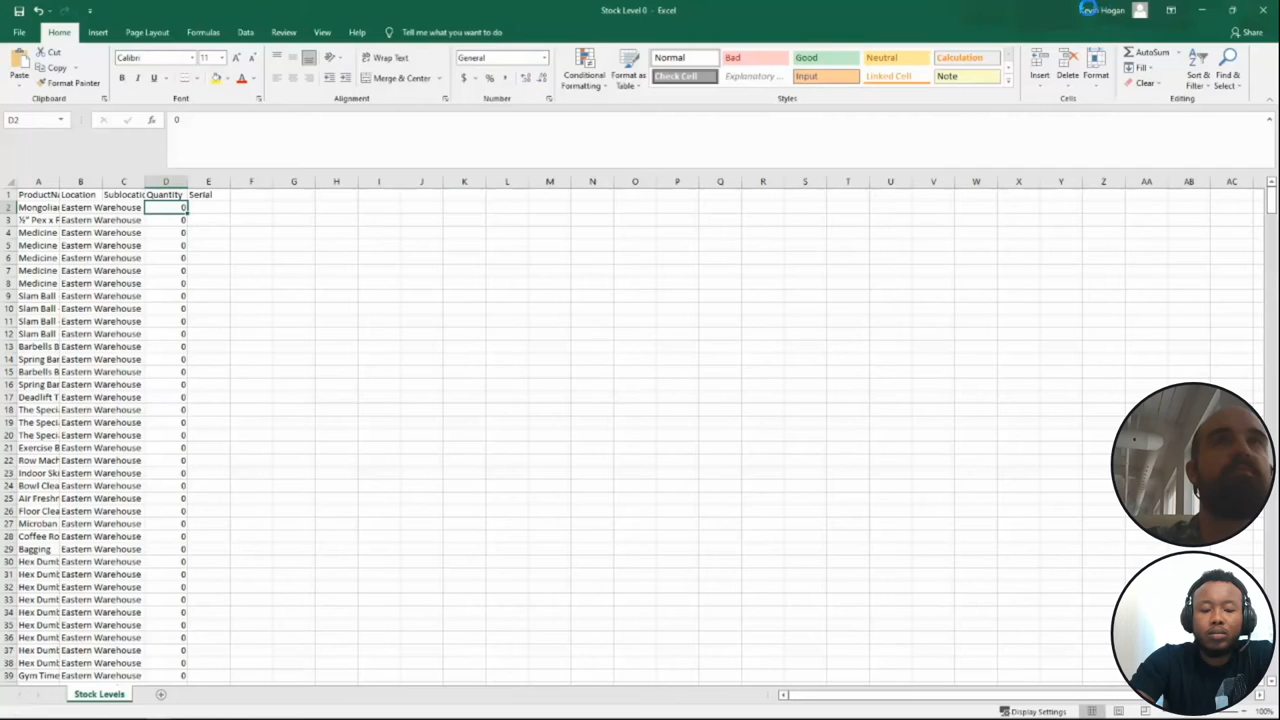 Stock Level 0 - Excel
Kevin Hogan
File Home Insert Page Layout Formulas Data Review View Help Tell me what you want to do Share
Paste
Cut
Copy
Format Painter
Clipboard
Calibri 11
B I U
Font
Wrap Text
Merge & Center
Alignment
General
$ % ,
Number
Conditional Formatting
Format as Table
Normal Bad Good Neutral Calculation
Check Cell Explanatory ... Input Linked Cell Note
Styles
Insert Delete Format
Cells
AutoSum
Fill
Clear
Sort & Filter
Find & Select
Editing
D2 fx 0
A B C D E F G H I J K L M N O P Q R S T U V W X Y Z AA AB AC
1 ProductNa Location Sublocatio Quantity Serial
2 Mongolian Eastern Warehouse 0
3 ½" Pex x F Eastern Warehouse 0
4 Medicine Eastern Warehouse 0
5 Medicine Eastern Warehouse 0
6 Medicine Eastern Warehouse 0
7 Medicine Eastern Warehouse 0
8 Medicine Eastern Warehouse 0
9 Slam Ball Eastern Warehouse 0
10 Slam Ball Eastern Warehouse 0
11 Slam Ball Eastern Warehouse 0
12 Slam Ball Eastern Warehouse 0
13 Barbells B Eastern Warehouse 0
14 Spring Bar Eastern Warehouse 0
15 Barbells B Eastern Warehouse 0
16 Spring Bar Eastern Warehouse 0
17 Deadlift T Eastern Warehouse 0
18 The Speci Eastern Warehouse 0
19 The Speci Eastern Warehouse 0
20 The Speci Eastern Warehouse 0
21 Exercise B Eastern Warehouse 0
22 Row Mach Eastern Warehouse 0
23 Indoor Ski Eastern Warehouse 0
24 Bowl Clea Eastern Warehouse 0
25 Air Freshn Eastern Warehouse 0
26 Floor Clea Eastern Warehouse 0
27 Microban Eastern Warehouse 0
28 Coffee Ro Eastern Warehouse 0
29 Bagging Eastern Warehouse 0
30 Hex Dumb Eastern Warehouse 0
31 Hex Dumb Eastern Warehouse 0
32 Hex Dumb Eastern Warehouse 0
33 Hex Dumb Eastern Warehouse 0
34 Hex Dumb Eastern Warehouse 0
35 Hex Dumb Eastern Warehouse 0
36 Hex Dumb Eastern Warehouse 0
37 Hex Dumb Eastern Warehouse 0
38 Hex Dumb Eastern Warehouse 0
39 Gym Time Eastern Warehouse 0
Stock Levels
Display Settings 100%